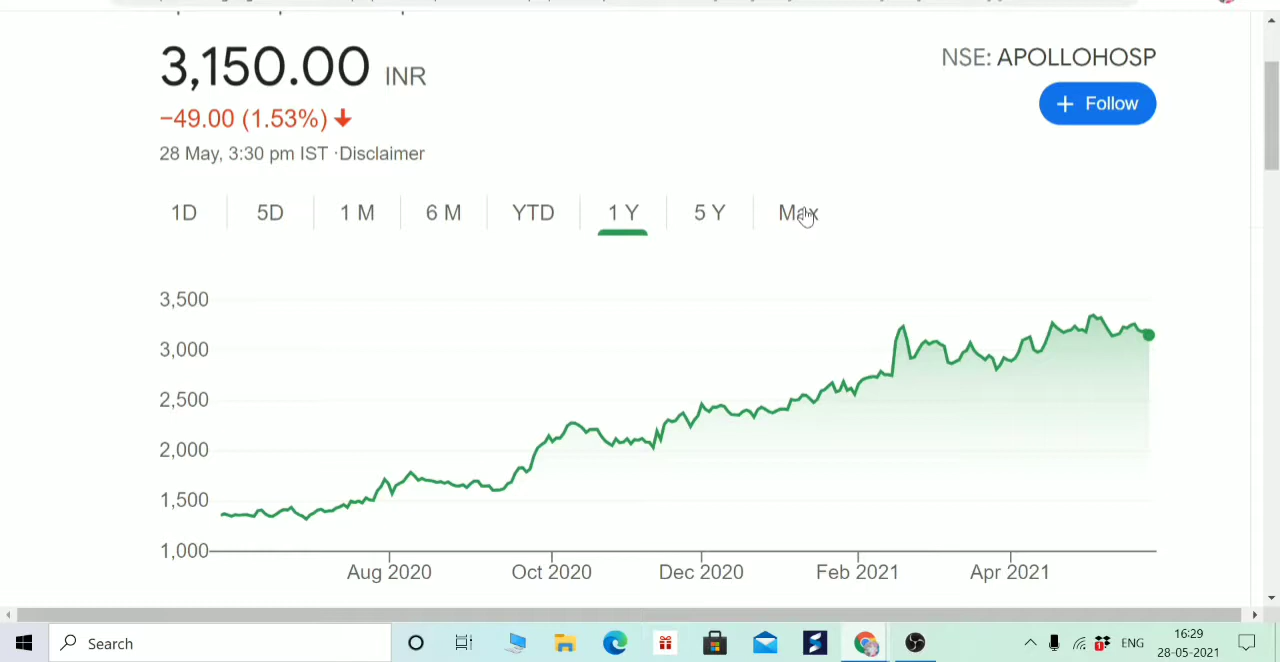 3,150.00 INR
NSE: APOLLOHOSP
−49.00 (1.53%)
+ Follow
28 May, 3:30 pm IST ·Disclaimer
1D 5D 1 M 6 M YTD 1 Y 5 Y Max
3,500
3,000
2,500
2,000
1,500
1,000
Aug 2020 Oct 2020 Dec 2020 Feb 2021 Apr 2021
Search
ENG
16:29
28-05-2021